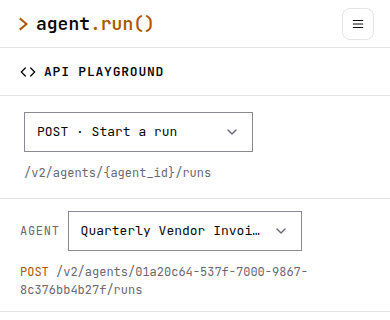 > agent.run()
<> API PLAYGROUND
POST · Start a run
/v2/agents/{agent_id}/runs
AGENT Quarterly Vendor Invoi…
POST /v2/agents/01a20c64-537f-7000-9867-
8c376bb4b27f/runs